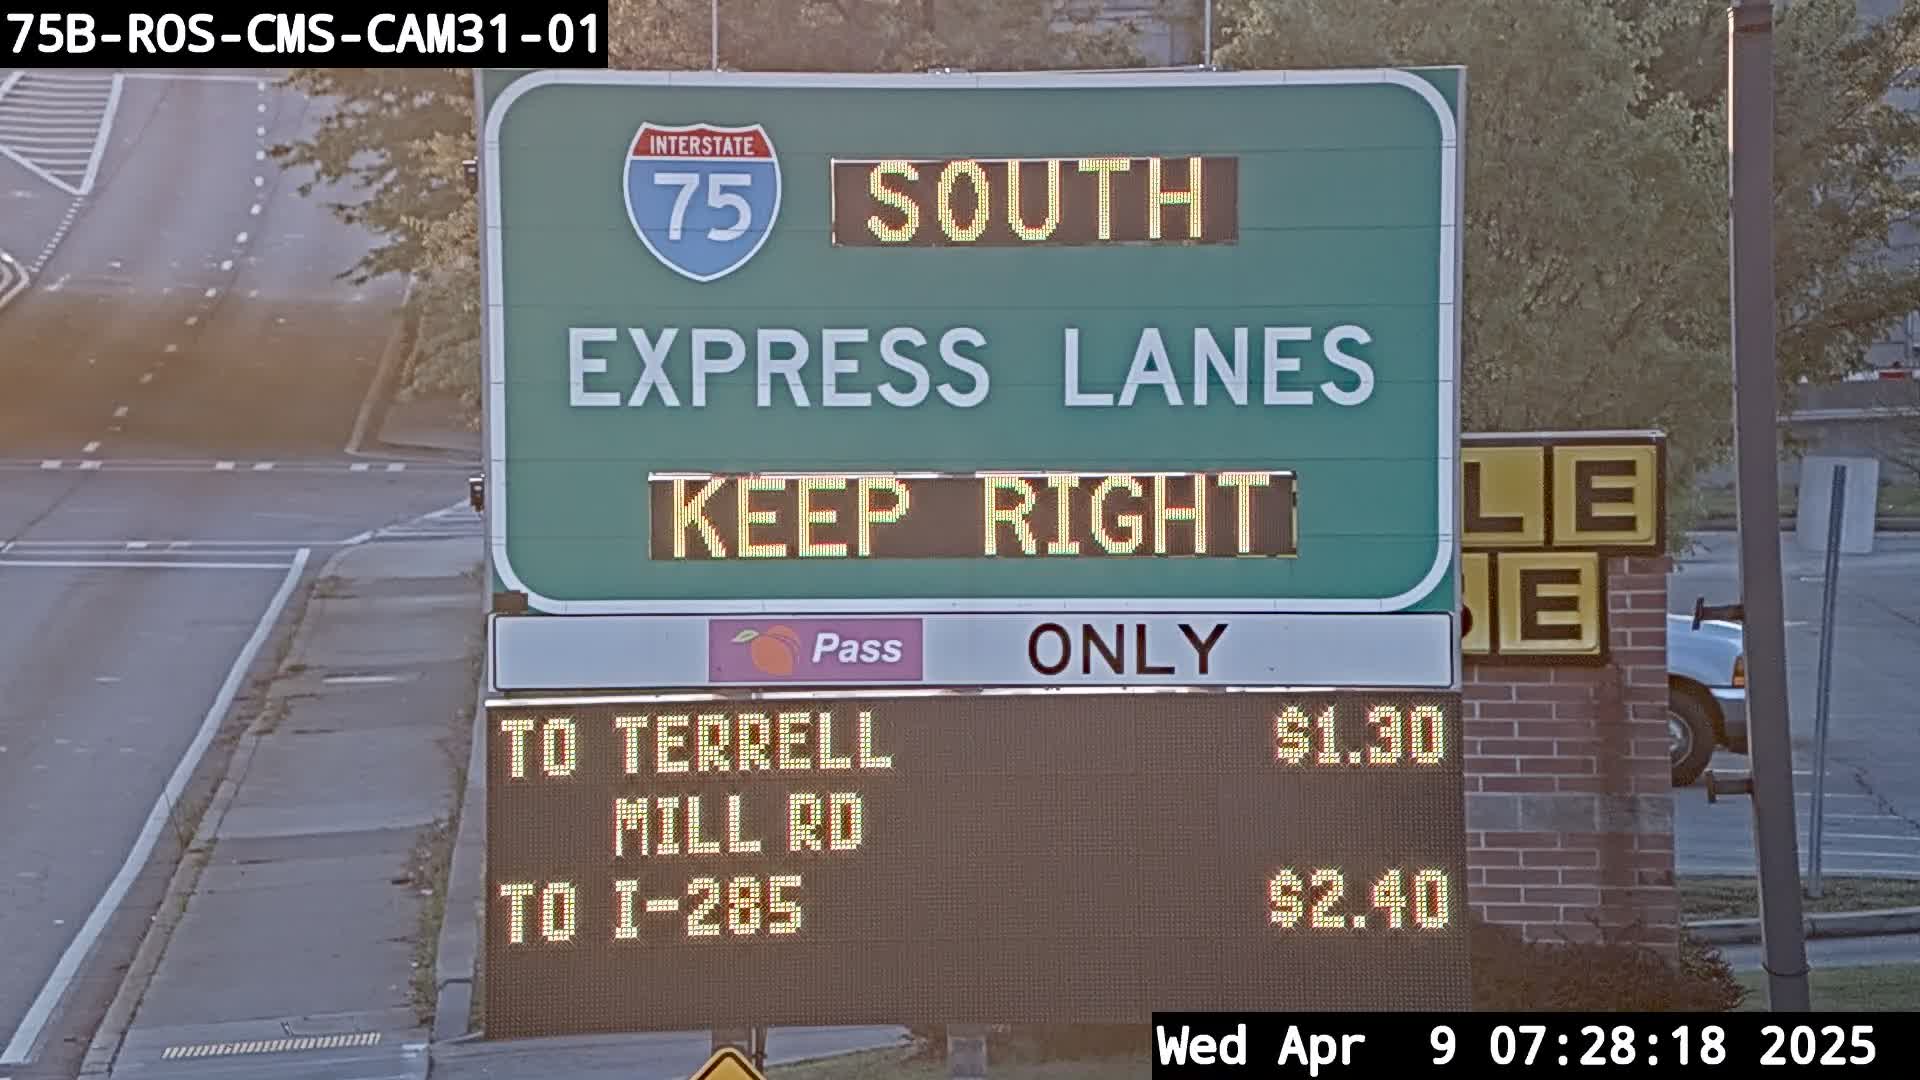 75B-ROS-CMS-CAM31-01
INTERSTATE
75 SOUTH
EXPRESS LANES
KEEP RIGHT
LE
E
Pass ONLY
TO TERRELL $1.30
MILL RD
TO I-285 $2.40
Wed Apr 9 07:28:18 2025